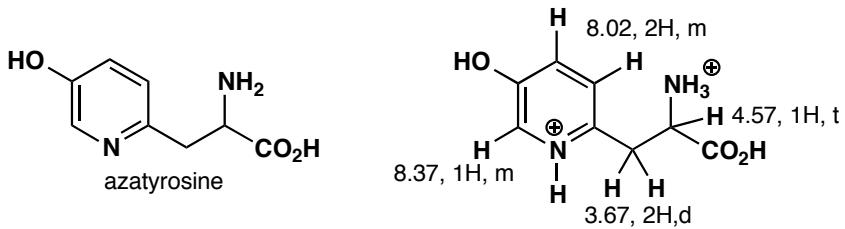 HO
NH2
N
CO2H
azatyrosine
H
8.02, 2H, m
HO
H
NH3
⊕
H 4.57, 1H, t
⊕
H
N
CO2H
8.37, 1H, m
H
H H
3.67, 2H,d